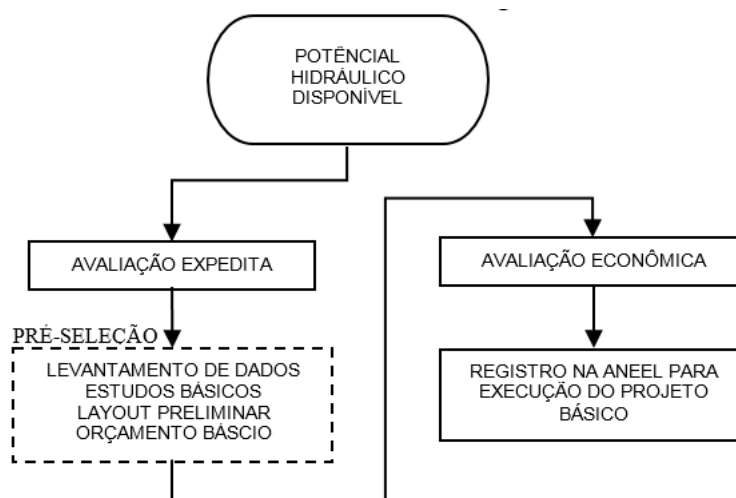 POTÊNCIAL
HIDRÁULICO
DISPONÍVEL
AVALIAÇÃO EXPEDITA
PRÉ-SELEÇÃO
LEVANTAMENTO DE DADOS
ESTUDOS BÁSICOS
LAYOUT PRELIMINAR
ORÇAMENTO BÁSCIO
AVALIAÇÃO ECONÔMICA
REGISTRO NA ANEEL PARA
EXECUÇÃO DO PROJETO
BÁSICO